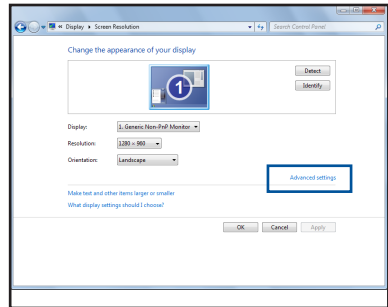 « Display ▸ Screen Resolution
Search Control Panel
Change the appearance of your display
1
Detect
Identify
Display: 1. Generic Non-PnP Monitor
Resolution: 1280 × 960
Orientation: Landscape
Advanced settings
Make text and other items larger or smaller
What display settings should I choose?
OK Cancel Apply